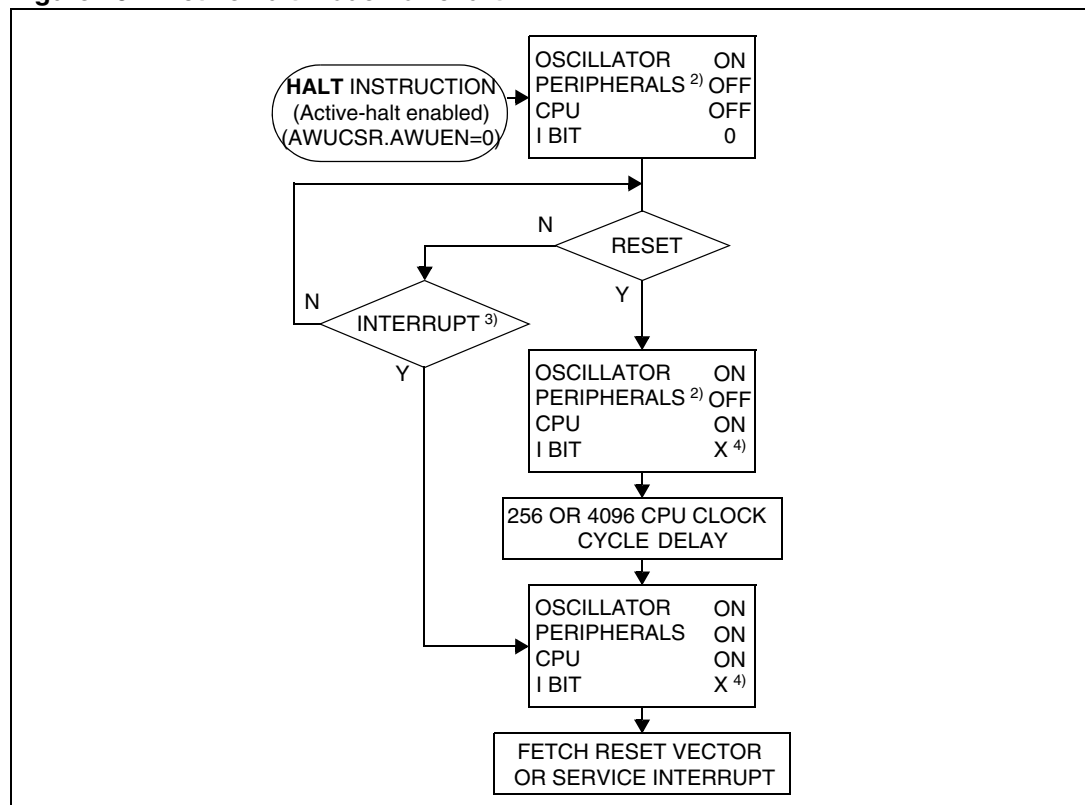 HALT INSTRUCTION
(Active-halt enabled)
(AWUCSR.AWUEN=0)
OSCILLATOR ON
PERIPHERALS 2) OFF
CPU OFF
I BIT 0
N
RESET
Y
N
INTERRUPT 3)
Y
OSCILLATOR ON
PERIPHERALS 2) OFF
CPU ON
I BIT X 4)
256 OR 4096 CPU CLOCK
CYCLE DELAY
OSCILLATOR ON
PERIPHERALS ON
CPU ON
I BIT X 4)
FETCH RESET VECTOR
OR SERVICE INTERRUPT